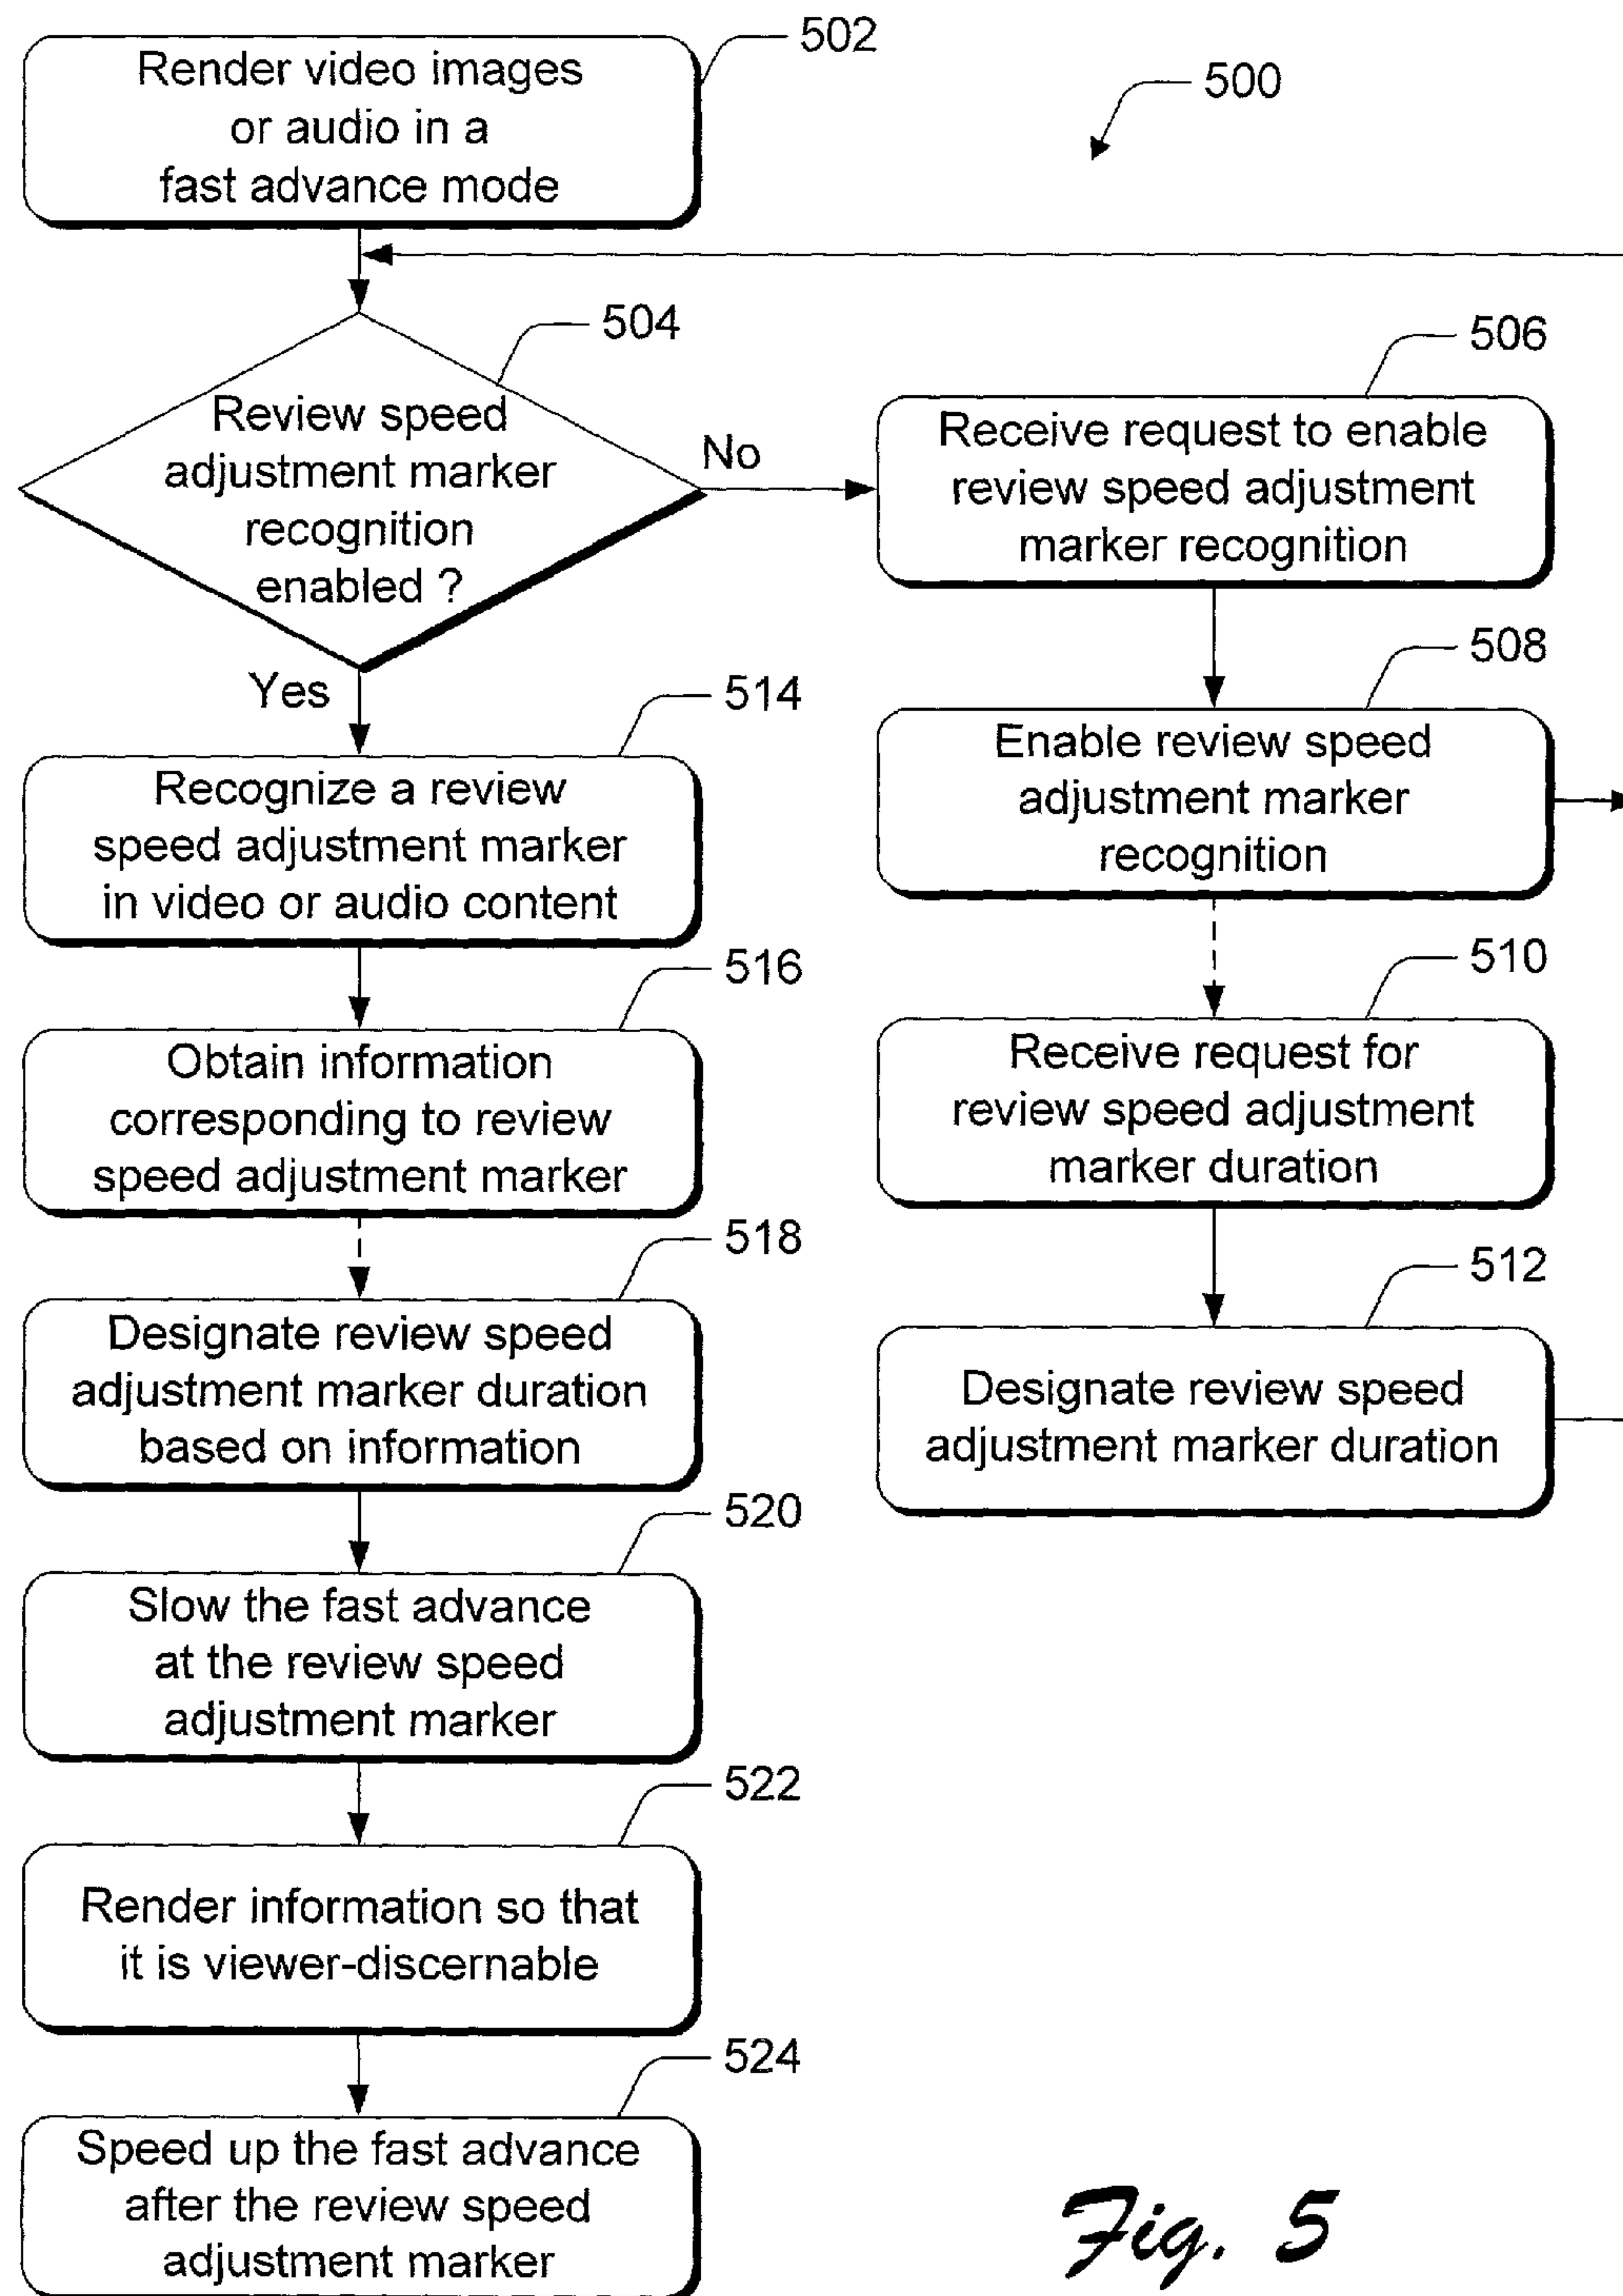 502
Render video images
or audio in a
fast advance mode
500
504
Review speed
adjustment marker
recognition
enabled ?
No
Yes
506
Receive request to enable
review speed adjustment
marker recognition
508
Enable review speed
adjustment marker
recognition
510
Receive request for
review speed adjustment
marker duration
512
Designate review speed
adjustment marker duration
514
Recognize a review
speed adjustment marker
in video or audio content
516
Obtain information
corresponding to review
speed adjustment marker
518
Designate review speed
adjustment marker duration
based on information
520
Slow the fast advance
at the review speed
adjustment marker
522
Render information so that
it is viewer-discernable
524
Speed up the fast advance
after the review speed
adjustment marker
Fig. 5